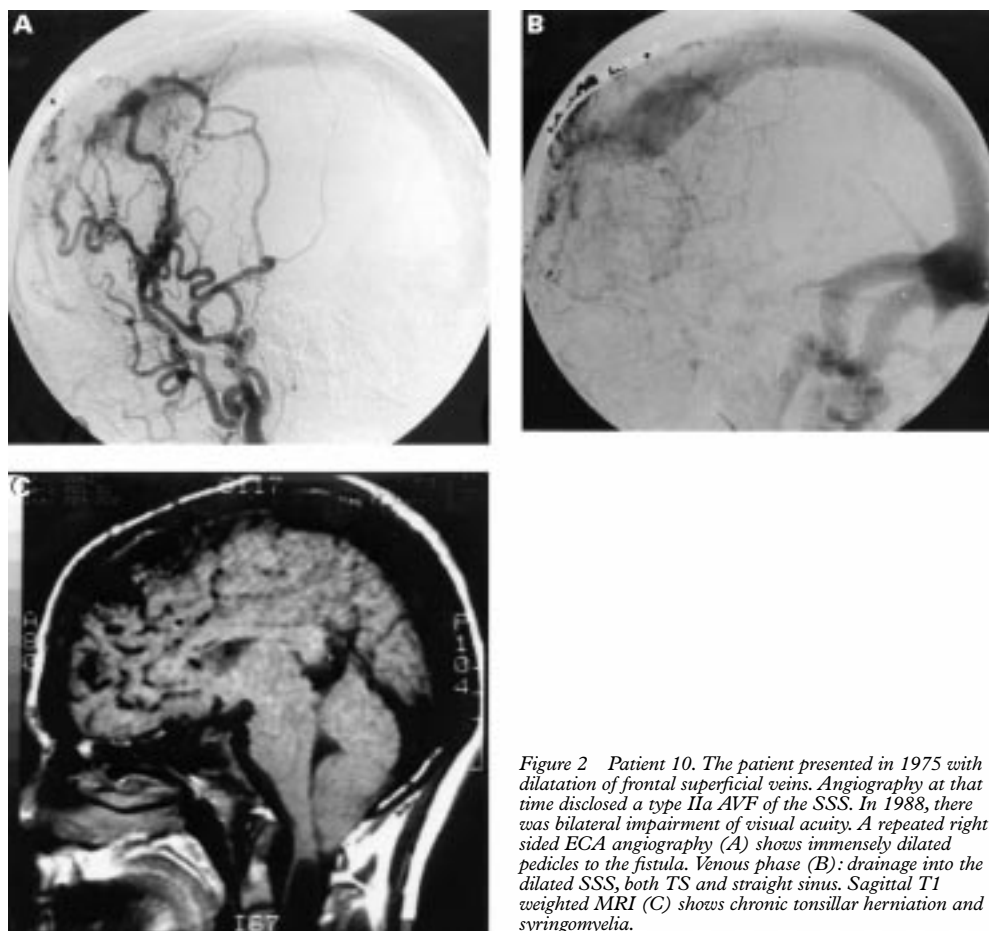 A
B
C
Figure 2 Patient 10. The patient presented in 1975 with
dilatation of frontal superficial veins. Angiography at that
time disclosed a type IIa AVF of the SSS. In 1988, there
was bilateral impairment of visual acuity. A repeated right
sided ECA angiography (A) shows immensely dilated
pedicles to the fistula. Venous phase (B): drainage into the
dilated SSS, both TS and straight sinus. Sagittal T1
weighted MRI (C) shows chronic tonsillar herniation and
syringomyelia.